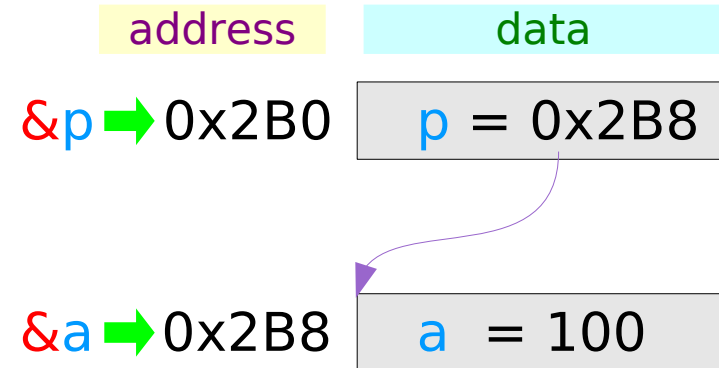 address data
&p 0x2B0 p = 0x2B8
&a 0x2B8 a = 100